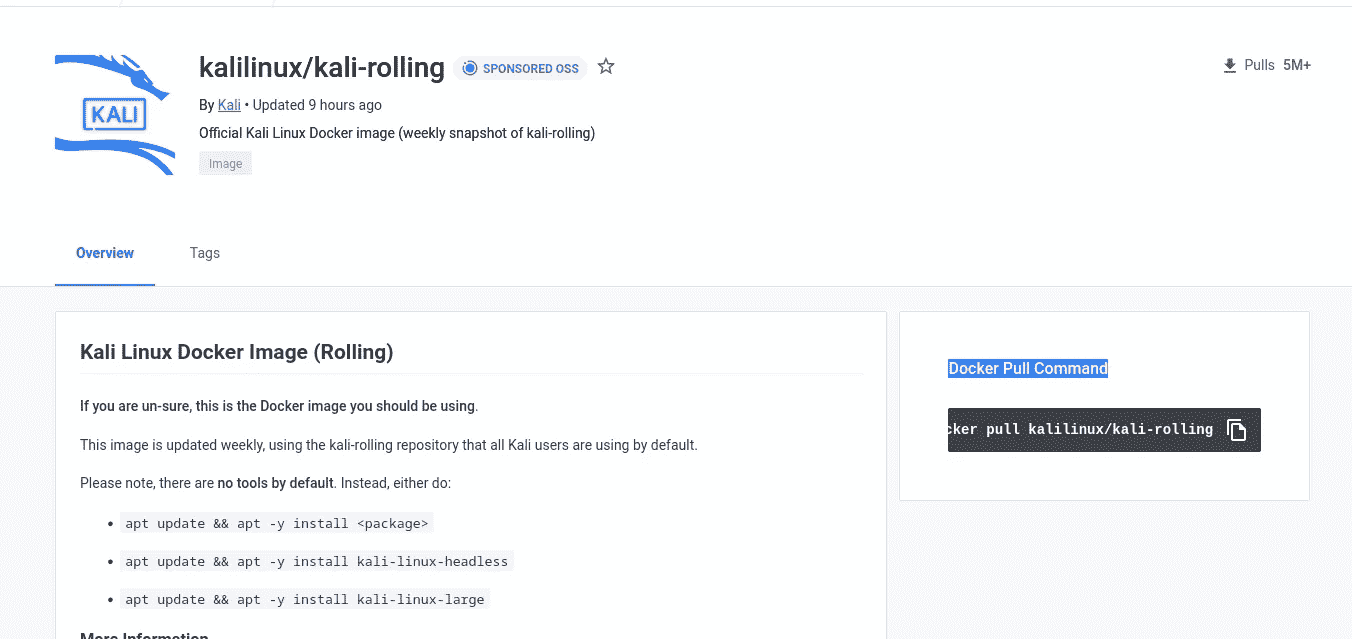 kalilinux/kali-rolling SPONSORED OSS
Pulls 5M+
By Kali • Updated 9 hours ago
KALI
Official Kali Linux Docker image (weekly snapshot of kali-rolling)
Image
Overview Tags
Kali Linux Docker Image (Rolling)
If you are un-sure, this is the Docker image you should be using.
This image is updated weekly, using the kali-rolling repository that all Kali users are using by default.
Please note, there are no tools by default. Instead, either do:
• apt update && apt -y install <package>
• apt update && apt -y install kali-linux-headless
• apt update && apt -y install kali-linux-large
More Information
Docker Pull Command
cker pull kalilinux/kali-rolling